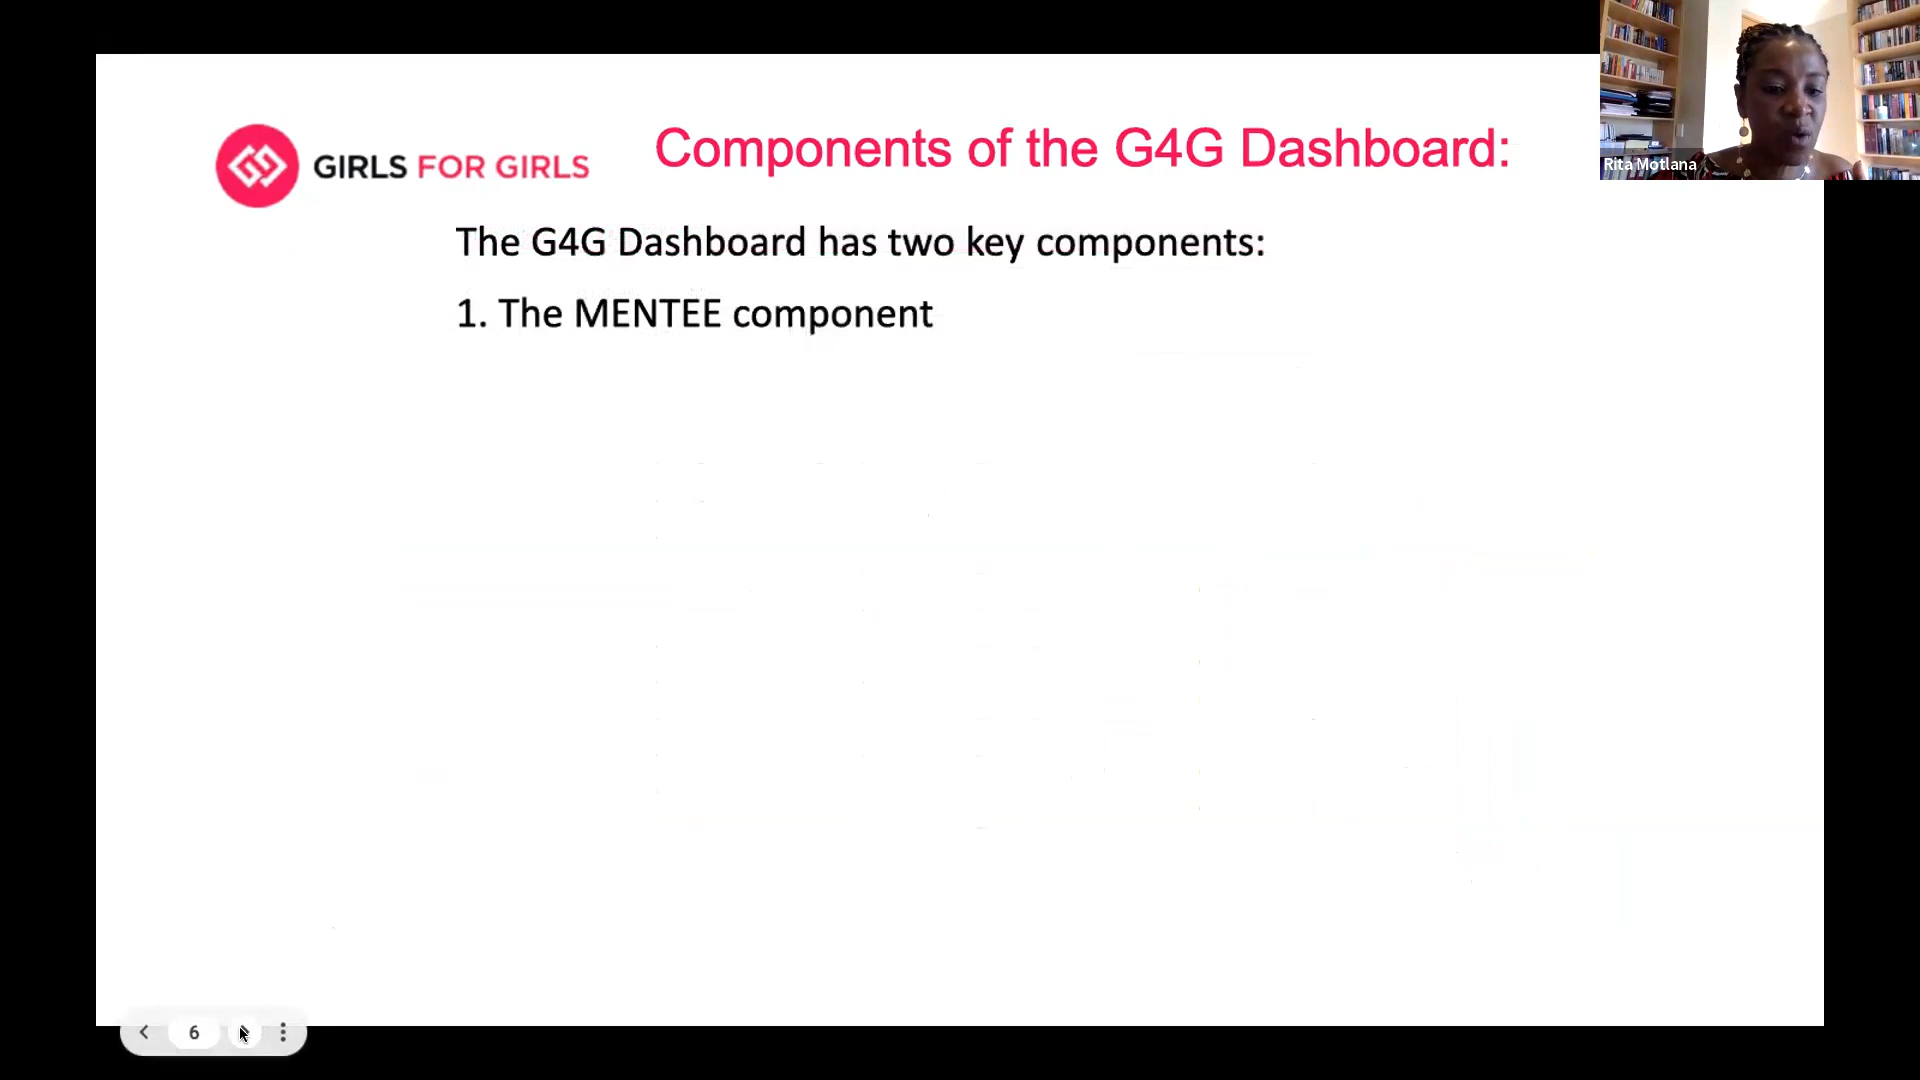 GIRLS FOR GIRLS
Components of the G4G Dashboard:
Rita Motlana
The G4G Dashboard has two key components:
1. The MENTEE component
6